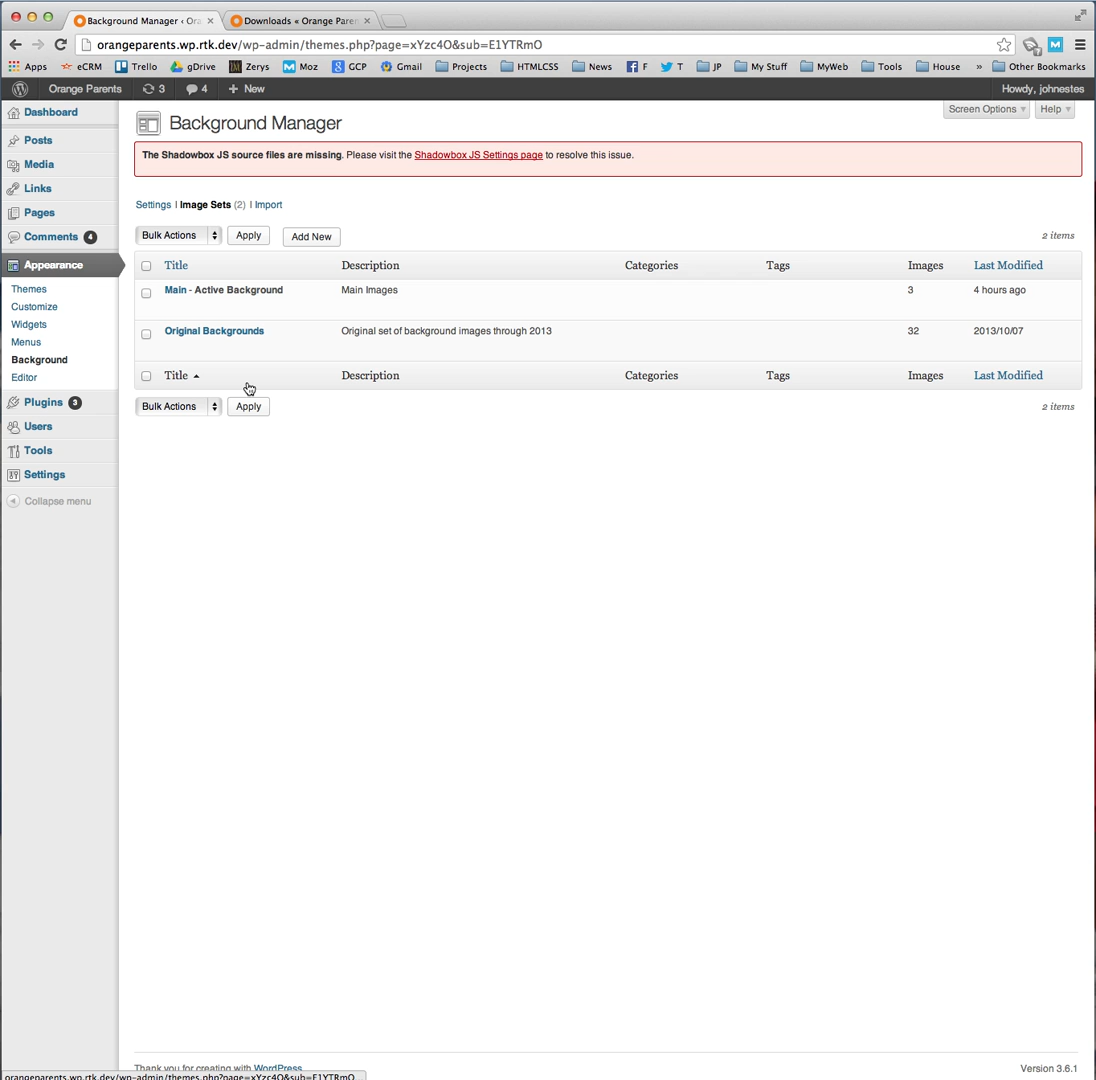 Background Manager ‹ Ora
Downloads « Orange Paren
orangeparents.wp.rtk.dev/wp-admin/themes.php?page=xYzc4O&sub=E1YTRmO
Apps eCRM Trello gDrive Zerys Moz GCP Gmail Projects HTMLCSS News F T JP My Stuff MyWeb Tools House » Other Bookmarks
Orange Parents 3 4 + New Howdy, johnestes
Screen Options Help
Dashboard
Posts
Media
Links
Pages
Comments 4
Appearance
Themes
Customize
Widgets
Menus
Background
Editor
Plugins 3
Users
Tools
Settings
Collapse menu
Background Manager
The Shadowbox JS source files are missing. Please visit the Shadowbox JS Settings page to resolve this issue.
Settings | Image Sets (2) | Import
Bulk Actions Apply Add New 2 items
Title Description Categories Tags Images Last Modified
Main - Active Background Main Images 3 4 hours ago
Original Backgrounds Original set of background images through 2013 32 2013/10/07
Title Description Categories Tags Images Last Modified
Bulk Actions Apply 2 items
Thank you for creating with WordPress. Version 3.6.1
orangeparents.wp.rtk.dev/wp-admin/themes.php?page=xYzc4O&sub=E1YTRmO